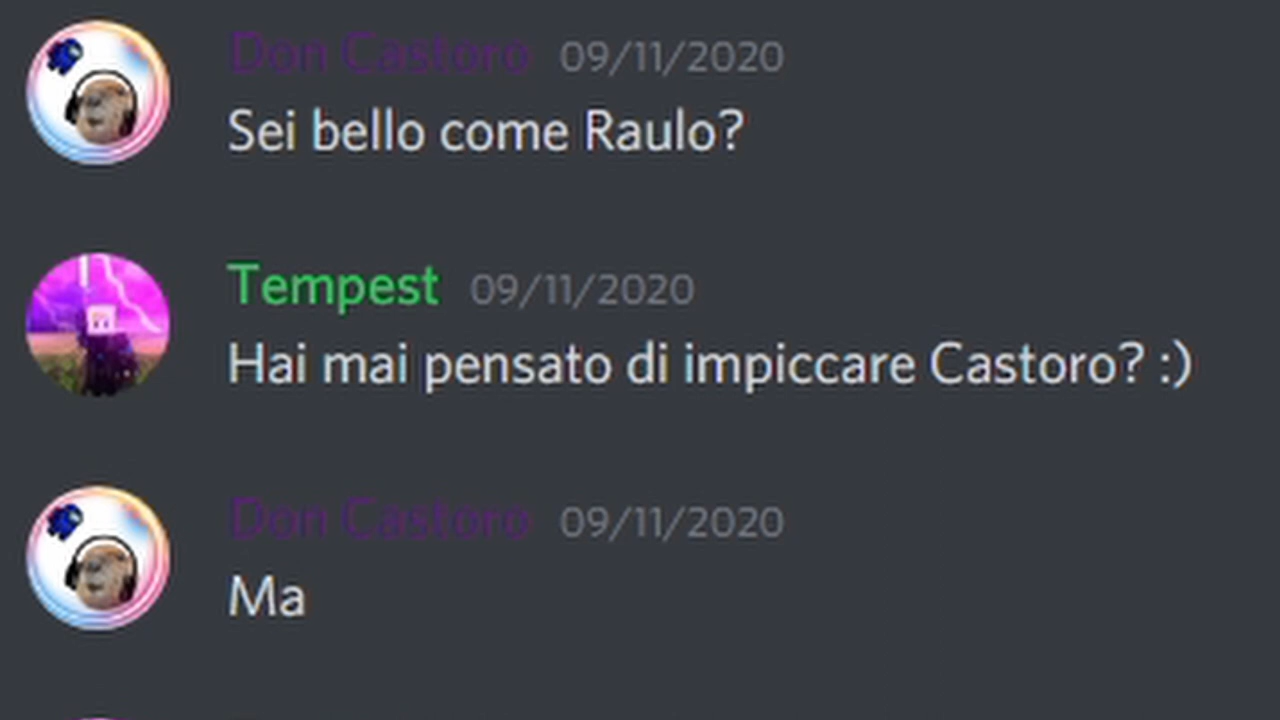 Don Castoro 09/11/2020
Sei bello come Raulo?
Tempest 09/11/2020
Hai mai pensato di impiccare Castoro? :)
Don Castoro 09/11/2020
Ma